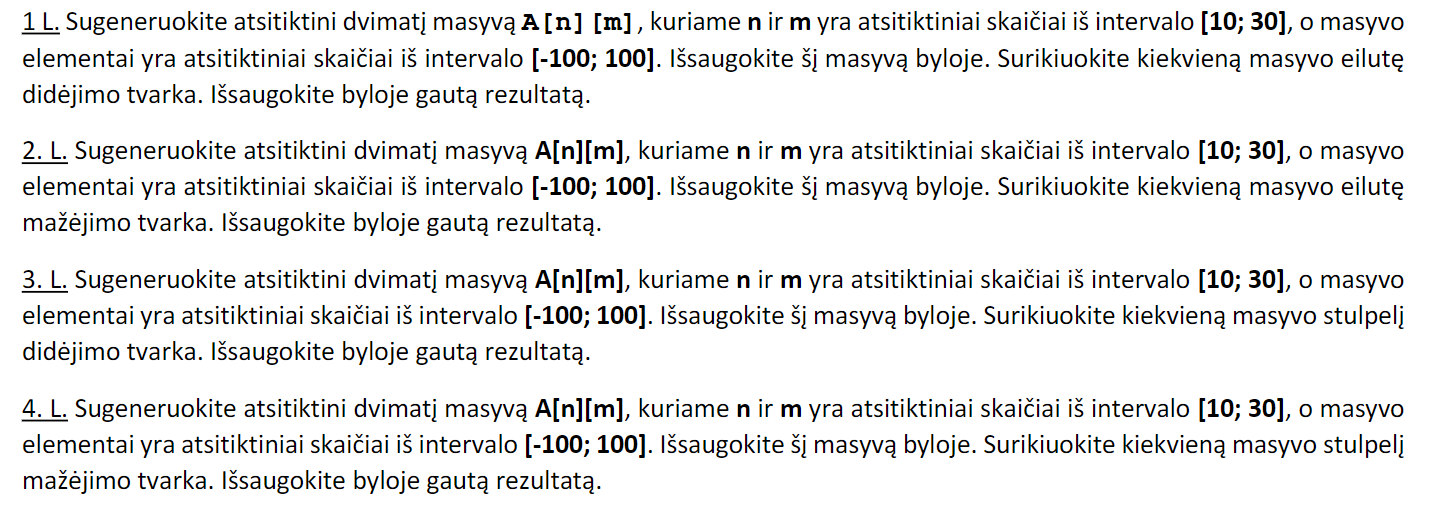 1 L. Sugeneruokite atsitiktini dvimatį masyvą A[n] [m], kuriame n ir m yra atsitiktiniai skaičiai iš intervalo [10; 30], o masyvo
elementai yra atsitiktiniai skaičiai iš intervalo [-100; 100]. Išsaugokite šį masyvą byloje. Surikiuokite kiekvieną masyvo eilutę
didėjimo tvarka. Išsaugokite byloje gautą rezultatą.
2. L. Sugeneruokite atsitiktini dvimatį masyvą A[n][m], kuriame n ir m yra atsitiktiniai skaičiai iš intervalo [10; 30], o masyvo
elementai yra atsitiktiniai skaičiai iš intervalo [-100; 100]. Išsaugokite šį masyvą byloje. Surikiuokite kiekvieną masyvo eilutę
mažėjimo tvarka. Išsaugokite byloje gautą rezultatą.
3. L. Sugeneruokite atsitiktini dvimatį masyvą A[n][m], kuriame n ir m yra atsitiktiniai skaičiai iš intervalo [10; 30], o masyvo
elementai yra atsitiktiniai skaičiai iš intervalo [-100; 100]. Išsaugokite šį masyvą byloje. Surikiuokite kiekvieną masyvo stulpelį
didėjimo tvarka. Išsaugokite byloje gautą rezultatą.
4. L. Sugeneruokite atsitiktini dvimatį masyvą A[n][m], kuriame n ir m yra atsitiktiniai skaičiai iš intervalo [10; 30], o masyvo
elementai yra atsitiktiniai skaičiai iš intervalo [-100; 100]. Išsaugokite šį masyvą byloje. Surikiuokite kiekvieną masyvo stulpelį
mažėjimo tvarka. Išsaugokite byloje gautą rezultatą.